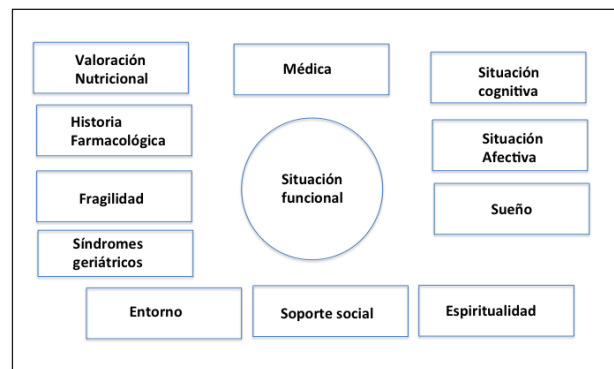 Valoración
Nutricional
Médica
Situación
cognitiva
Historia
Farmacológica
Situación
Afectiva
Situación
funcional
Fragilidad
Sueño
Síndromes
geriátricos
Entorno
Soporte social
Espiritualidad